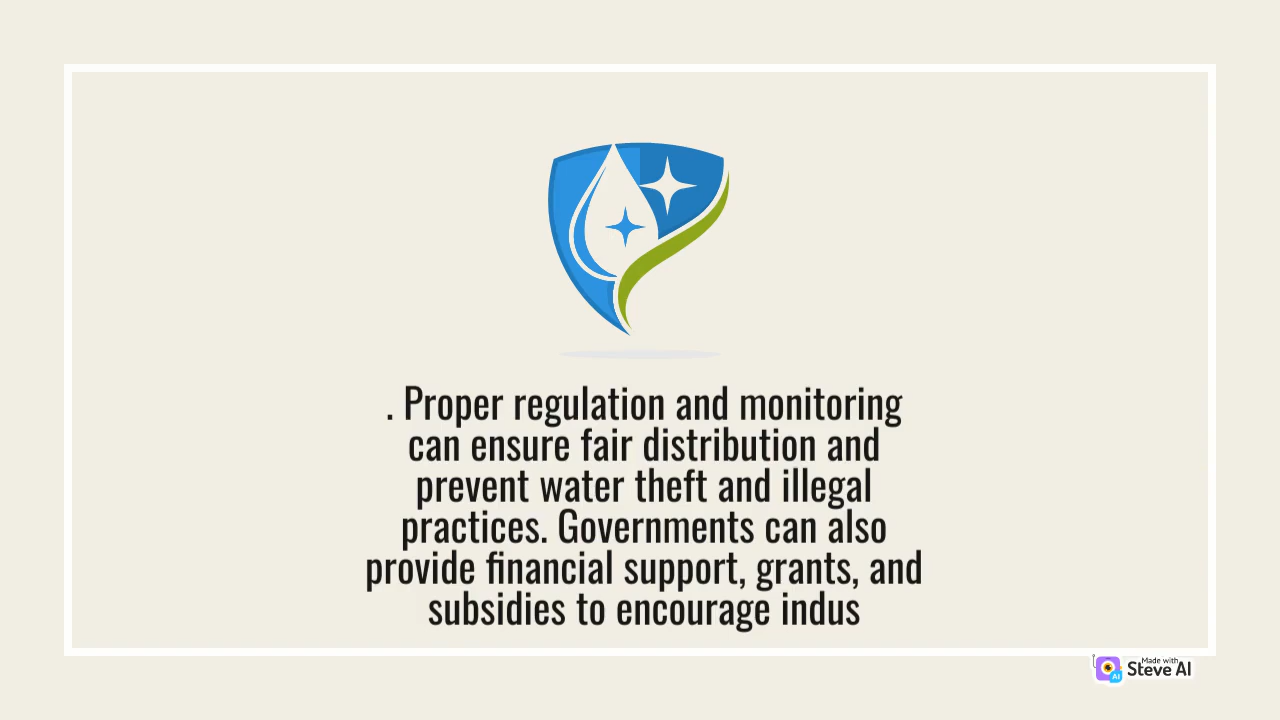 . Proper regulation and monitoring
can ensure fair distribution and
prevent water theft and illegal
practices. Governments can also
provide financial support, grants, and
subsidies to encourage indus
Made with
Steve AI
AI